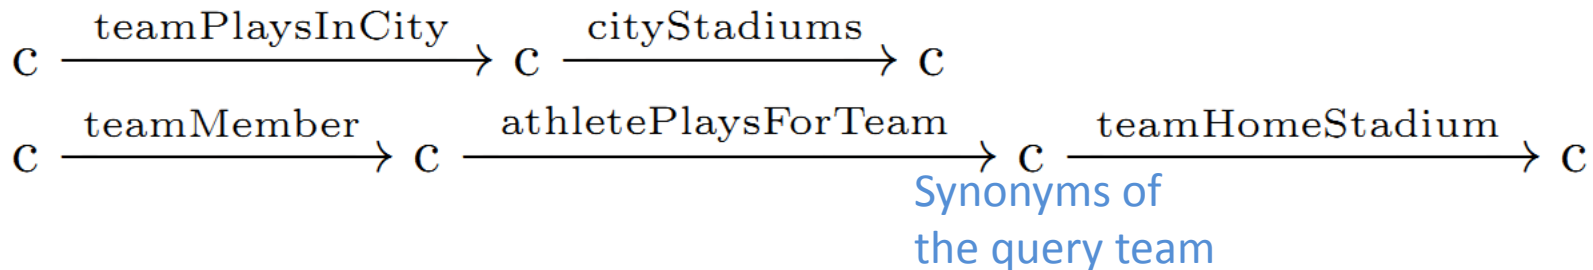 teamPlaysInCity cityStadiums
c c c
teamMember athletePlaysForTeam teamHomeStadium
c c c c
Synonyms of
the query team